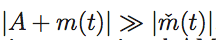 |A + m(t)| ≫ |m̌(t)|